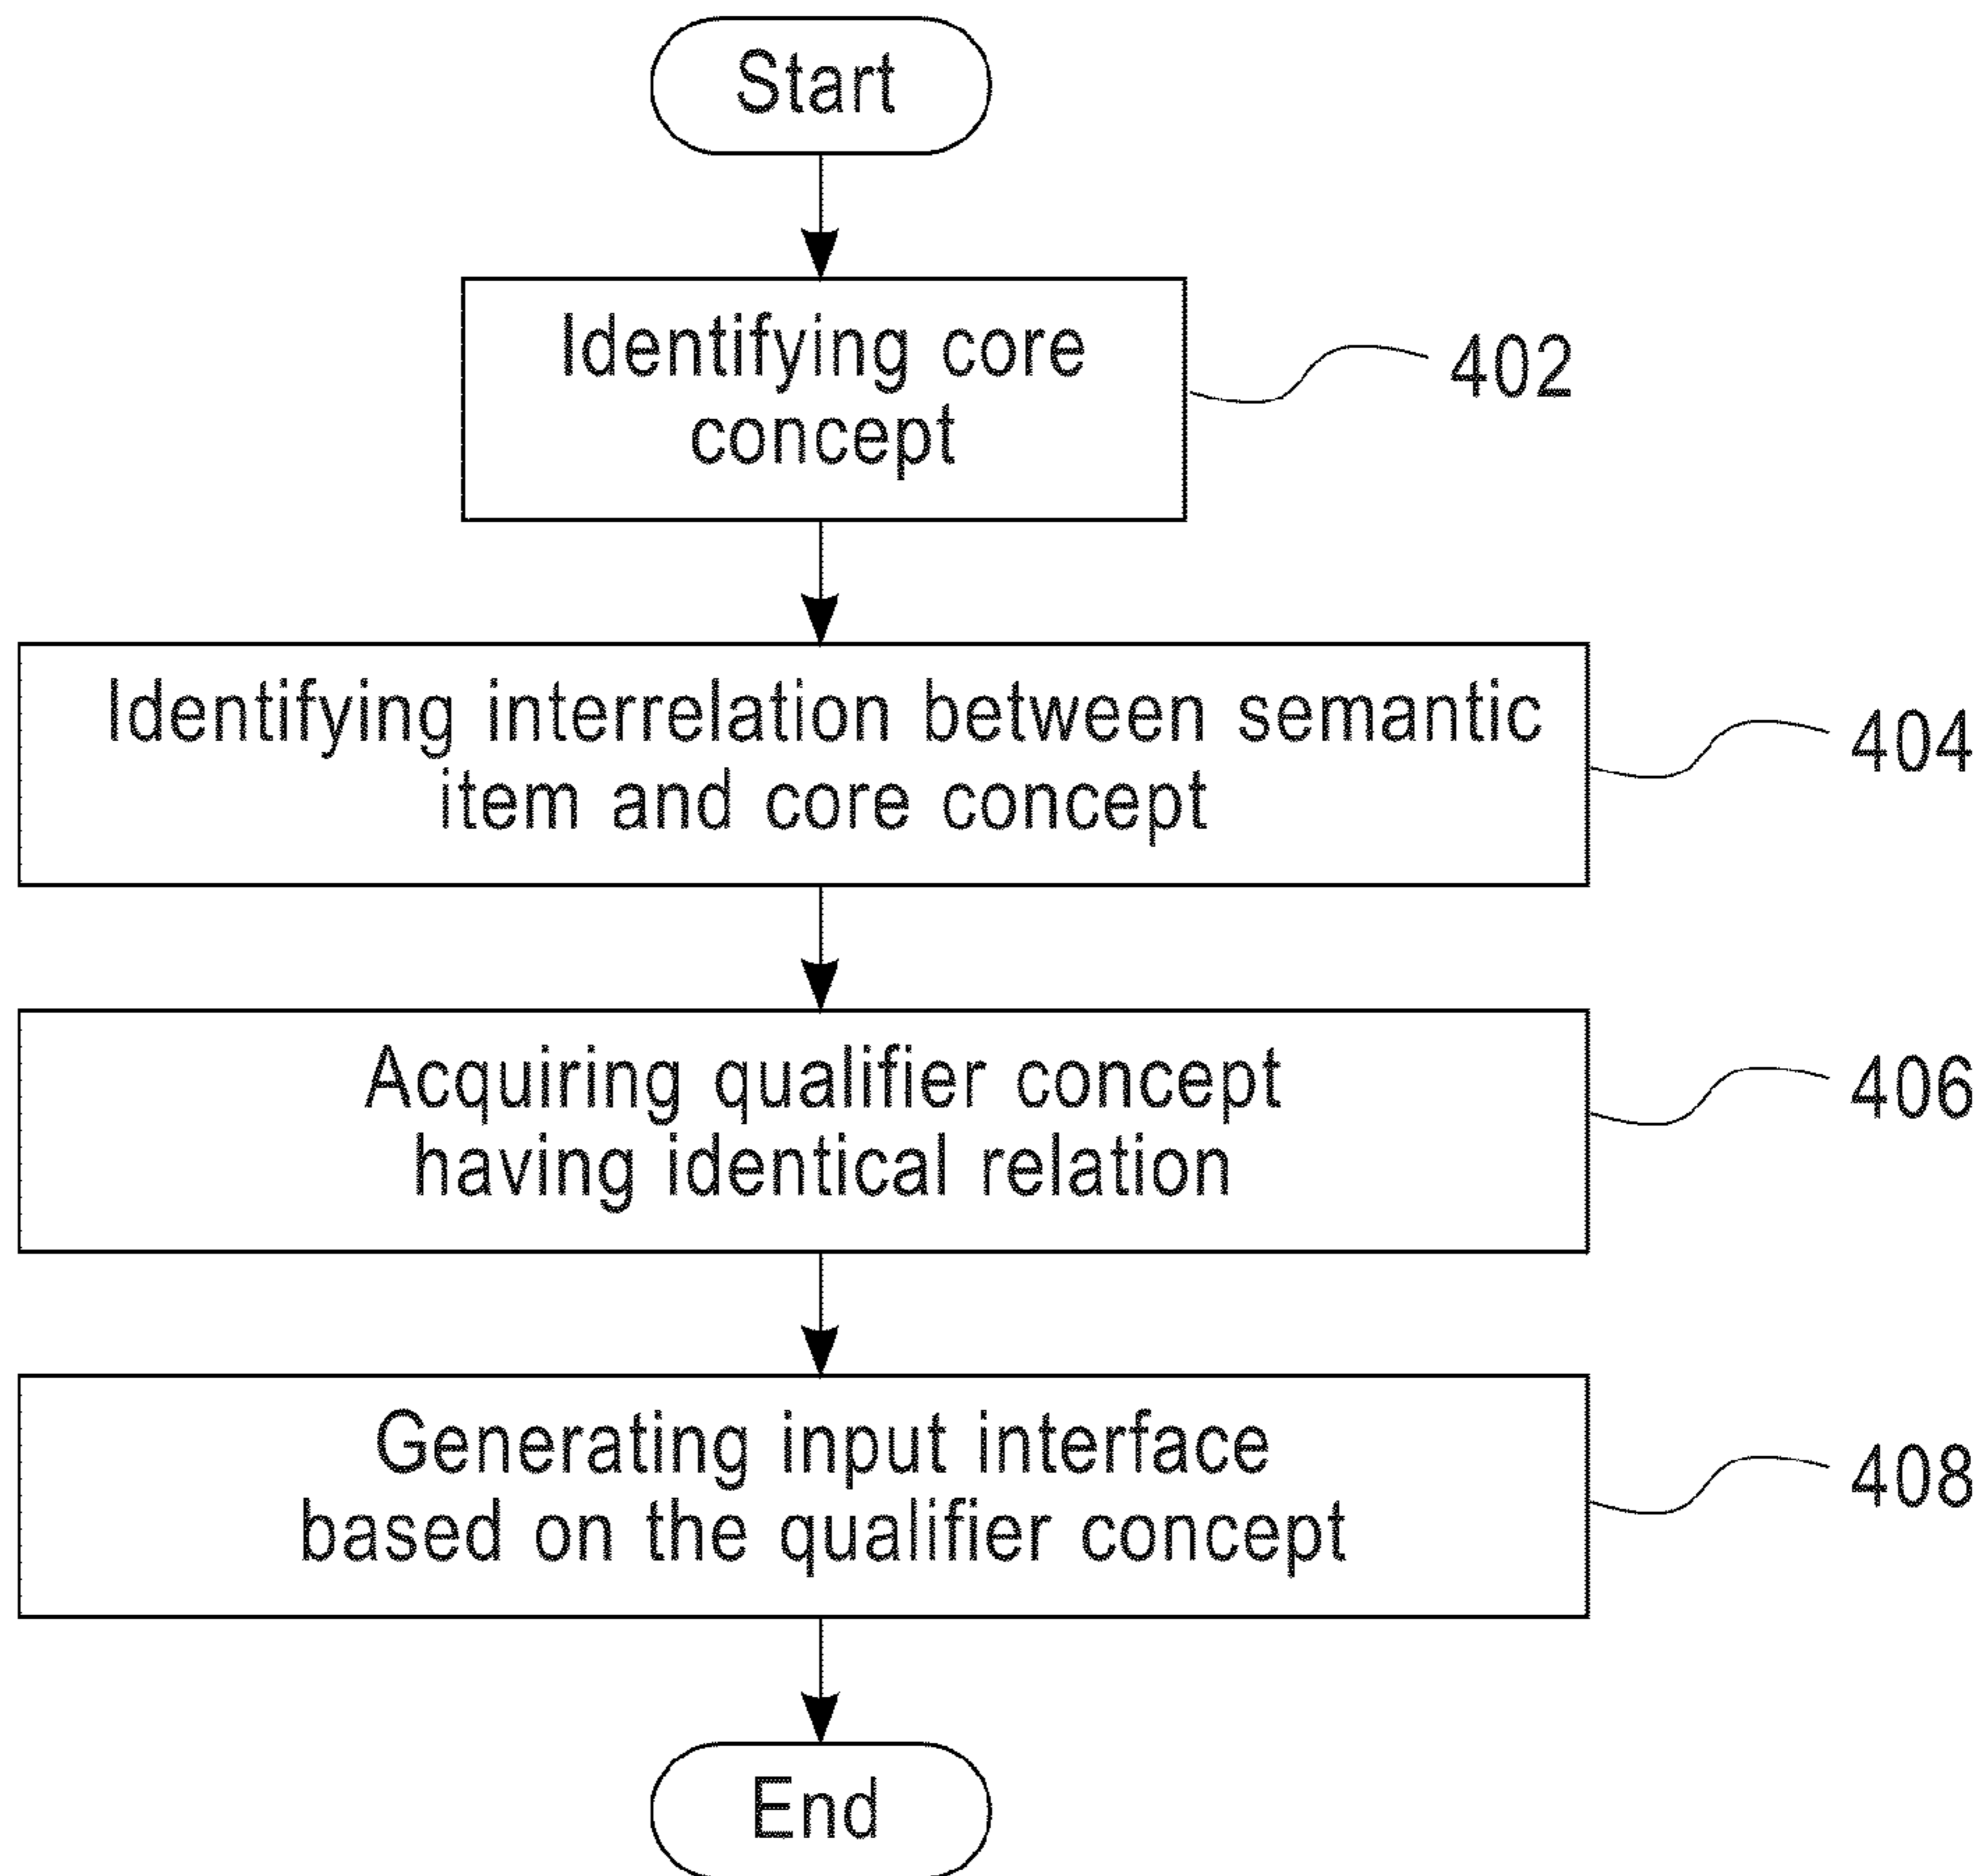 Start
Identifying core
concept
402
Identifying interrelation between semantic
item and core concept
404
Acquiring qualifier concept
having identical relation
406
Generating input interface
based on the qualifier concept
408
End